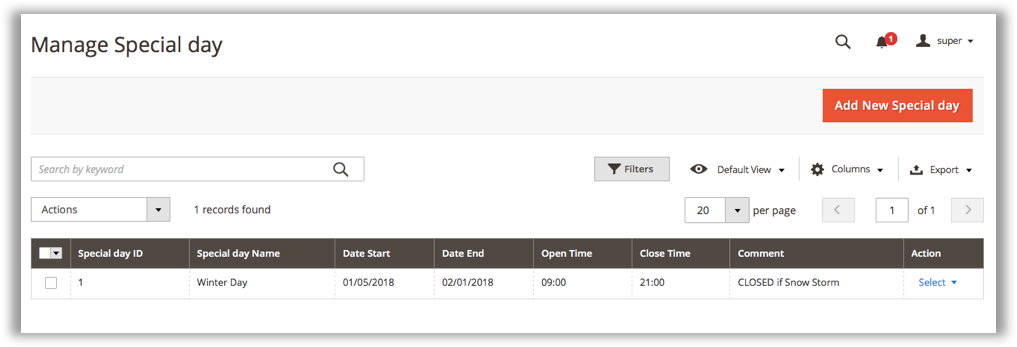 Manage Special day
1
super
Add New Special day
Search by keyword
Filters
Default View
Columns
Export
Actions
1 records found
20
per page
1
of 1
Special day ID Special day Name Date Start Date End Open Time Close Time Comment Action
1 Winter Day 01/05/2018 02/01/2018 09:00 21:00 CLOSED if Snow Storm Select